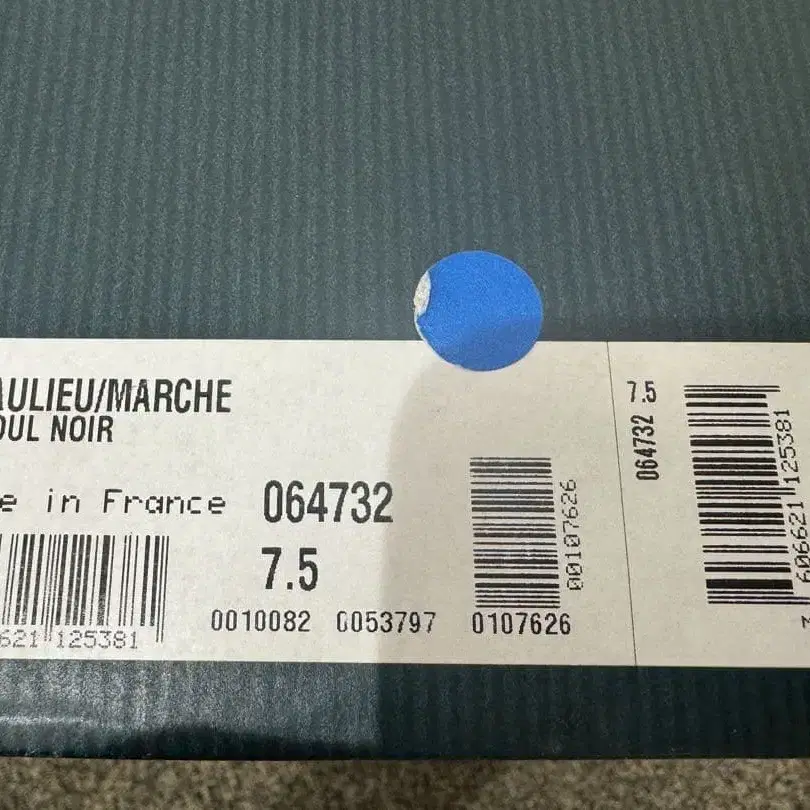 AULIEU/MARCHE
OUL NOIR
e in France 064732
7.5
621 125381
0010082 0053797 0107626
00107626
7.5
064732
3 606621 125381